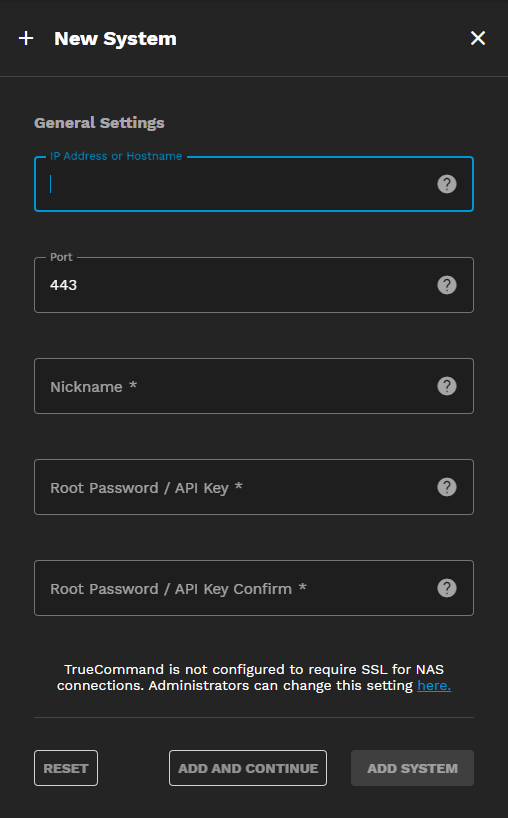 + New System ×
General Settings
IP Address or Hostname
?
Port
443 ?
Nickname * ?
Root Password / API Key * ?
Root Password / API Key Confirm * ?
TrueCommand is not configured to require SSL for NAS
connections. Administrators can change this setting here.
RESET ADD AND CONTINUE ADD SYSTEM